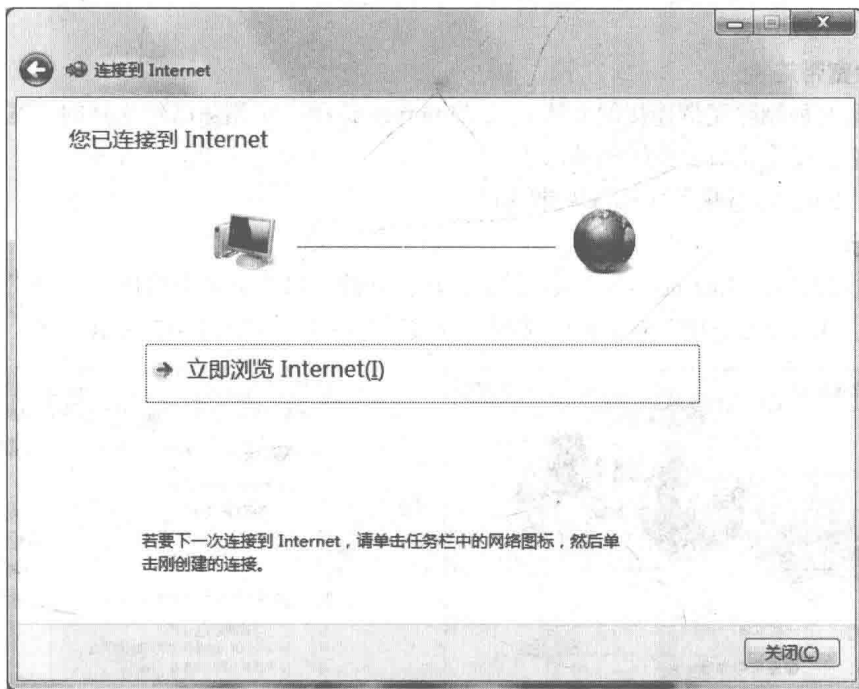 连接到 Internet
您已连接到 Internet
立即浏览 Internet(I)
若要下一次连接到 Internet，请单击任务栏中的网络图标，然后单
击刚创建的连接。
关闭(C)